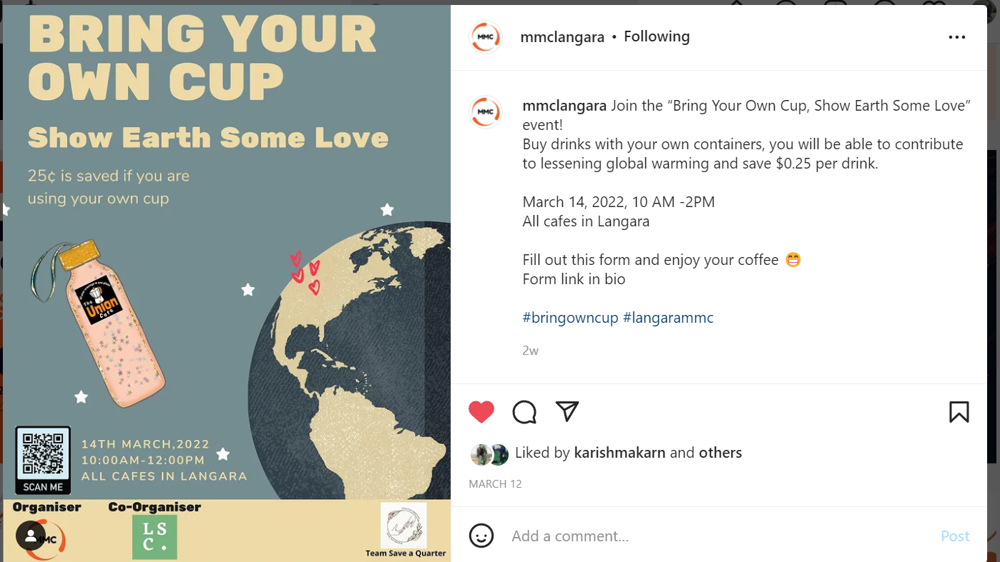 BRING YOUR
OWN CUP
Show Earth Some Love
25¢ is saved if you are
using your own cup
The
Union
Cafe
SCAN ME
14TH MARCH,2022
10:00AM-12:00PM
ALL CAFES IN LANGARA
Organiser
Co-Organiser
MMC
LS
C.
Team Save a Quarter
MMC
mmclangara • Following
MMC
mmclangara Join the “Bring Your Own Cup, Show Earth Some Love”
event!
Buy drinks with your own containers, you will be able to contribute
to lessening global warming and save $0.25 per drink.
March 14, 2022, 10 AM -2PM
All cafes in Langara
Fill out this form and enjoy your coffee 😁
Form link in bio
#bringowncup #langarammc
2w
Liked by karishmakarn and others
MARCH 12
Add a comment...
Post